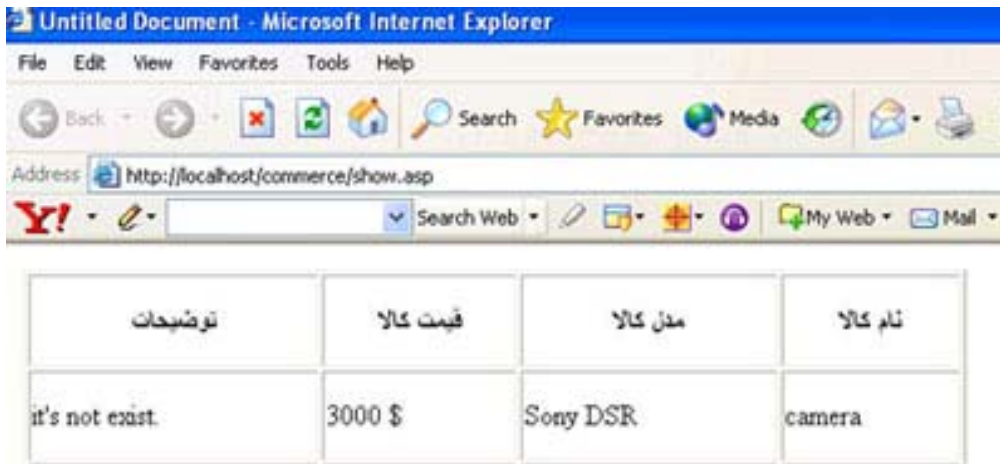 Untitled Document - Microsoft Internet Explorer
File Edit View Favorites Tools Help
Back Search Favorites Media
Address http://localhost/commerce/show.asp
Y! Search Web My Web Mail
نام کالا مدل کالا قیمت کالا توضیحات
it's not exist. 3000 $ Sony DSR camera